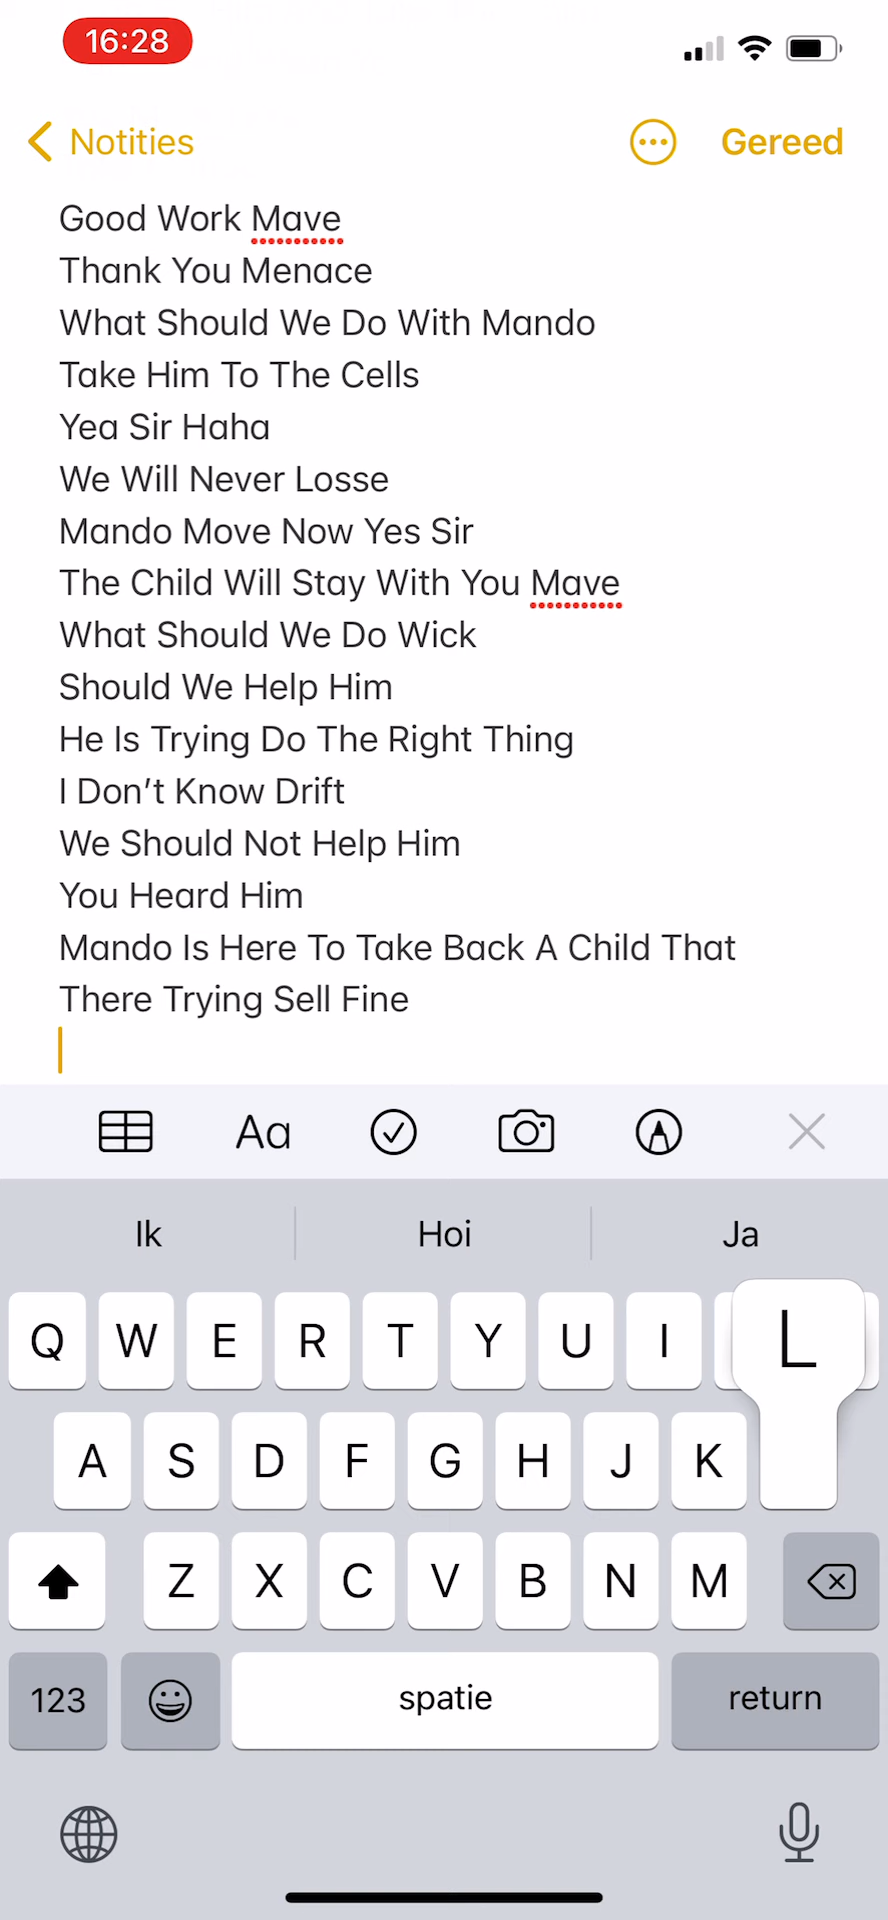 16:28
Notities
Gereed
Good Work Mave
Thank You Menace
What Should We Do With Mando
Take Him To The Cells
Yea Sir Haha
We Will Never Losse
Mando Move Now Yes Sir
The Child Will Stay With You Mave
What Should We Do Wick
Should We Help Him
He Is Trying Do The Right Thing
I Don't Know Drift
We Should Not Help Him
You Heard Him
Mando Is Here To Take Back A Child That
There Trying Sell Fine
Aa
Ik Hoi Ja
Q W E R T Y U I L
A S D F G H J K
Z X C V B N M
123 spatie return